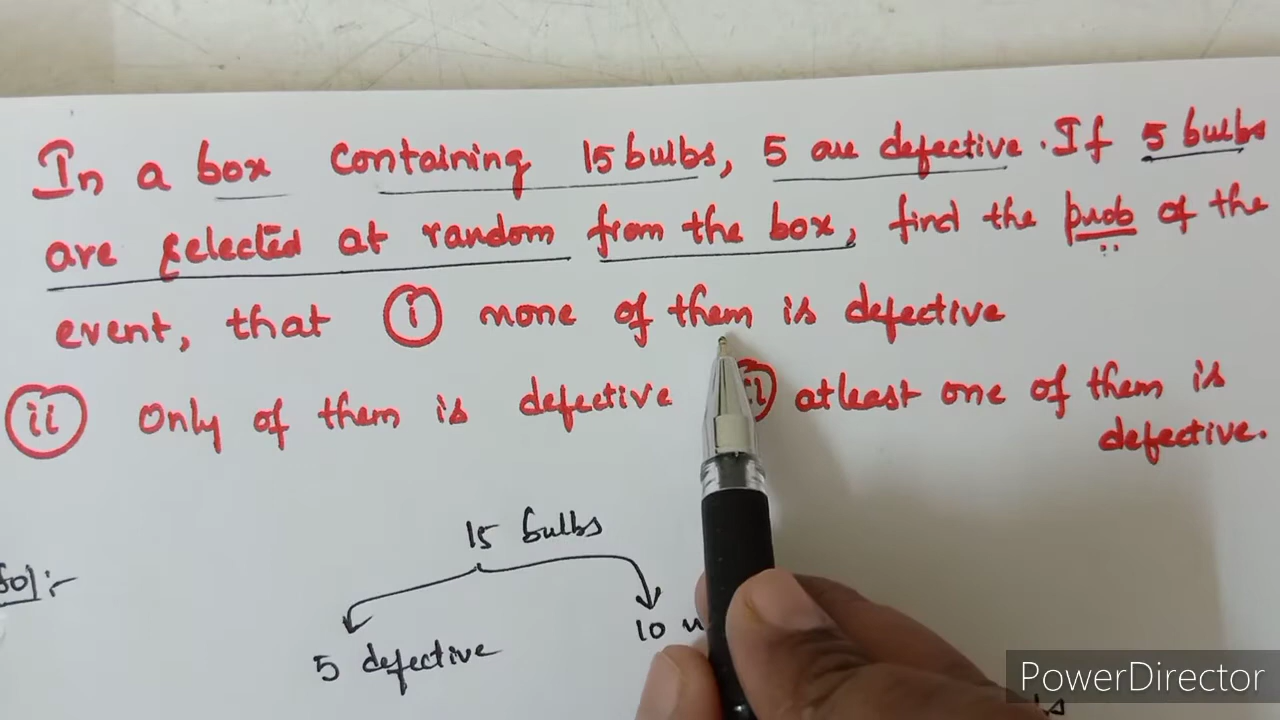 In a box containing 15 bulbs, 5 are defective. If 5 bulbs
are selected at random from the box, find the prob of the
event, that (i) none of them is defective
(ii) Only of them is defective atleast one of them is
defective.
15 bulbs
Sol:-
5 defective 10
PowerDirector